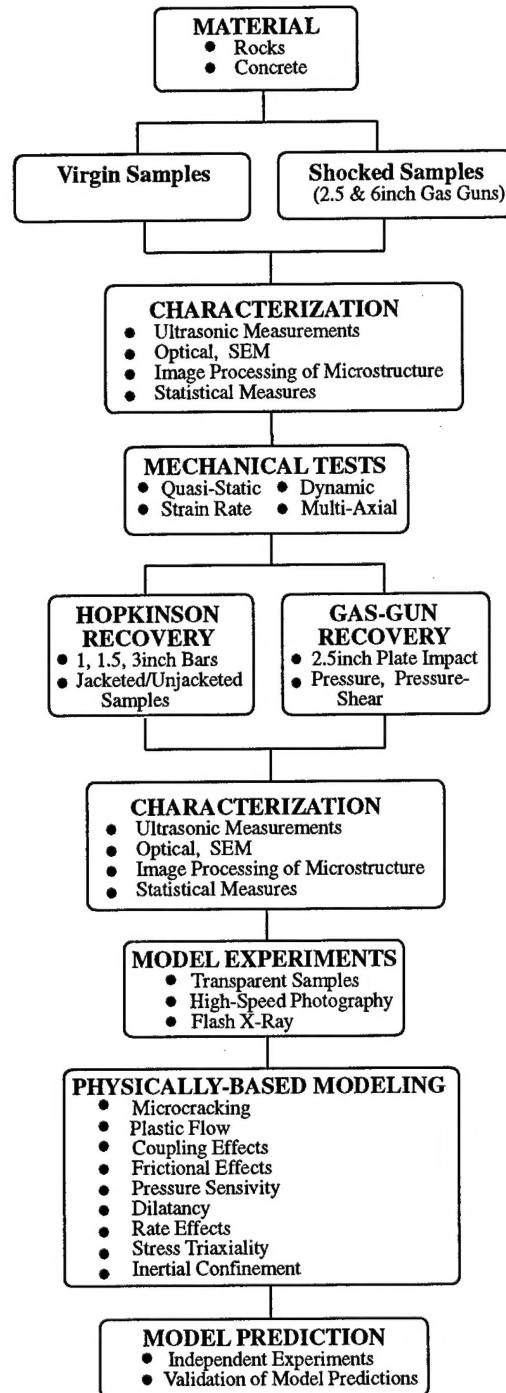 MATERIAL
● Rocks
● Concrete
Virgin Samples
Shocked Samples
(2.5 & 6inch Gas Guns)
CHARACTERIZATION
● Ultrasonic Measurements
● Optical, SEM
● Image Processing of Microstructure
● Statistical Measures
MECHANICAL TESTS
● Quasi-Static ● Dynamic
● Strain Rate ● Multi-Axial
HOPKINSON
RECOVERY
● 1, 1.5, 3inch Bars
● Jacketed/Unjacketed
Samples
GAS-GUN
RECOVERY
● 2.5inch Plate Impact
● Pressure, Pressure-
Shear
CHARACTERIZATION
● Ultrasonic Measurements
● Optical, SEM
● Image Processing of Microstructure
● Statistical Measures
MODEL EXPERIMENTS
● Transparent Samples
● High-Speed Photography
● Flash X-Ray
PHYSICALLY-BASED MODELING
● Microcracking
● Plastic Flow
● Coupling Effects
● Frictional Effects
● Pressure Sensivity
● Dilatancy
● Rate Effects
● Stress Triaxiality
● Inertial Confinement
MODEL PREDICTION
● Independent Experiments
● Validation of Model Predictions